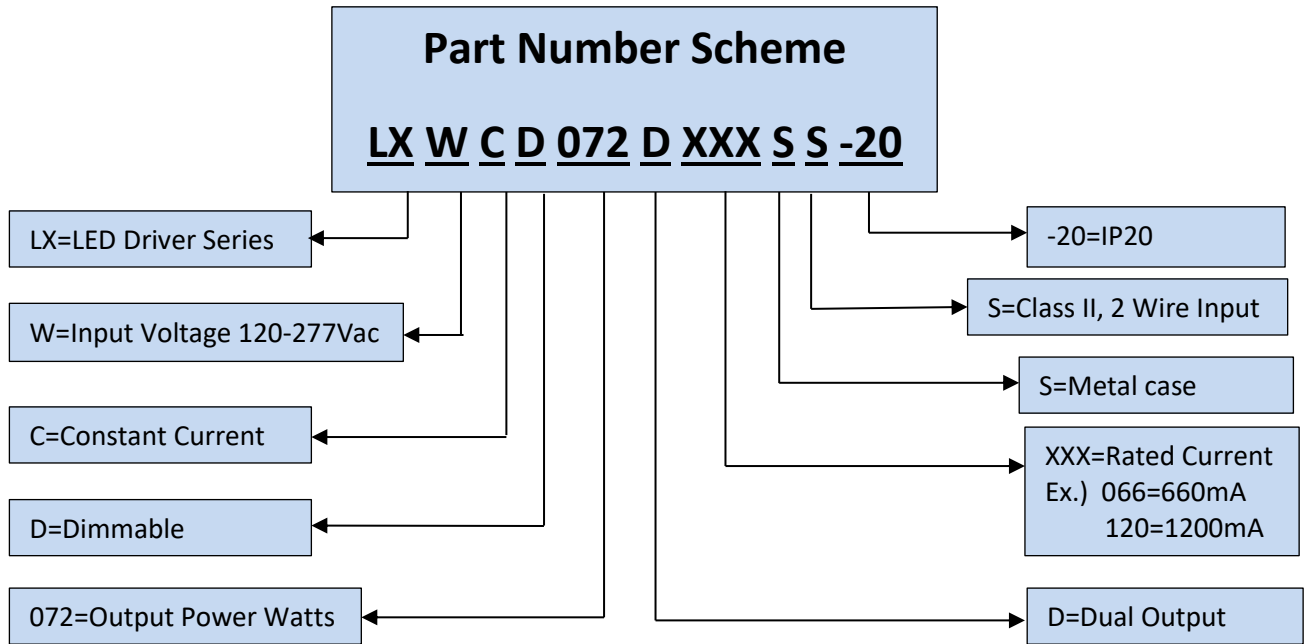 Part Number Scheme
LX W C D 072 D XXX S S -20
LX=LED Driver Series
W=Input Voltage 120-277Vac
C=Constant Current
D=Dimmable
072=Output Power Watts
-20=IP20
S=Class II, 2 Wire Input
S=Metal case
XXX=Rated Current
Ex.) 066=660mA
120=1200mA
D=Dual Output